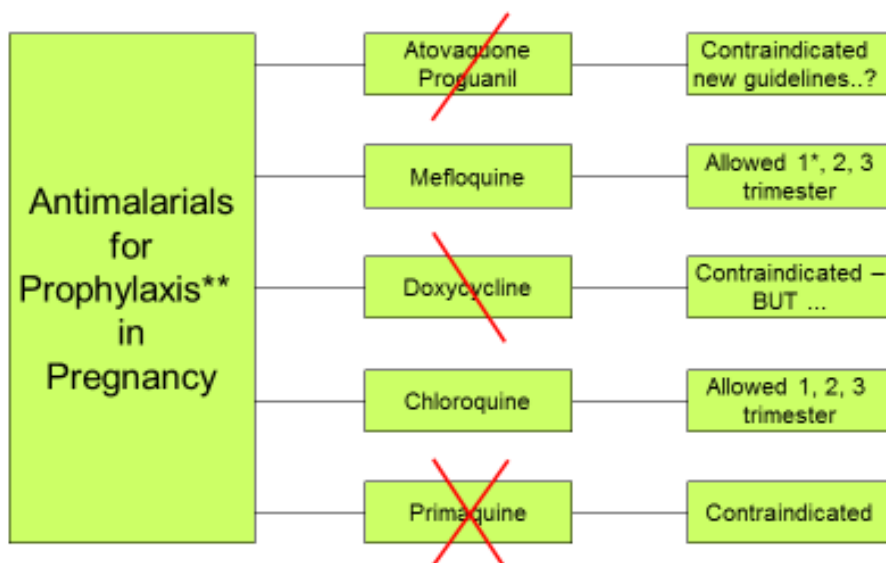 Antimalarials
for
Prophylaxis**
in
Pregnancy
Atovaquone
Proguanil
Contraindicated
new guidelines..?
Mefloquine
Allowed 1*, 2, 3
trimester
Doxycycline
Contraindicated –
BUT ...
Chloroquine
Allowed 1, 2, 3
trimester
Primaquine
Contraindicated